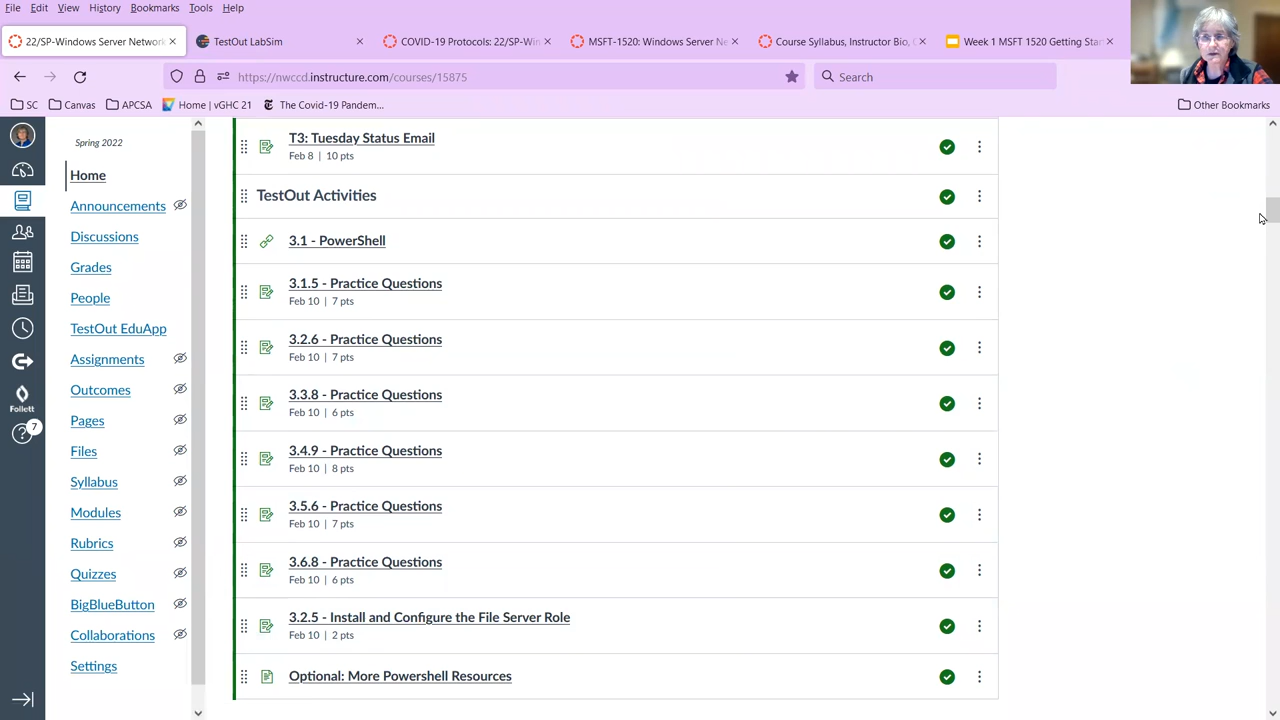 File Edit View History Bookmarks Tools Help
22/SP-Windows Server Network
TestOut LabSim
COVID-19 Protocols: 22/SP-Win
MSFT-1520: Windows Server Ne
Course Syllabus, Instructor Bio, C
Week 1 MSFT 1520 Getting Star
https://nwccd.instructure.com/courses/15875
Search
SC Canvas APCSA Home | vGHC 21 The Covid-19 Pandem... Other Bookmarks
Spring 2022
Home
Announcements
Discussions
Grades
People
TestOut EduApp
Assignments
Outcomes
Pages
Files
Syllabus
Modules
Rubrics
Quizzes
BigBlueButton
Collaborations
Settings
Follett
7
T3: Tuesday Status Email
Feb 8 | 10 pts
TestOut Activities
3.1 - PowerShell
3.1.5 - Practice Questions
Feb 10 | 7 pts
3.2.6 - Practice Questions
Feb 10 | 7 pts
3.3.8 - Practice Questions
Feb 10 | 6 pts
3.4.9 - Practice Questions
Feb 10 | 8 pts
3.5.6 - Practice Questions
Feb 10 | 7 pts
3.6.8 - Practice Questions
Feb 10 | 6 pts
3.2.5 - Install and Configure the File Server Role
Feb 10 | 2 pts
Optional: More Powershell Resources